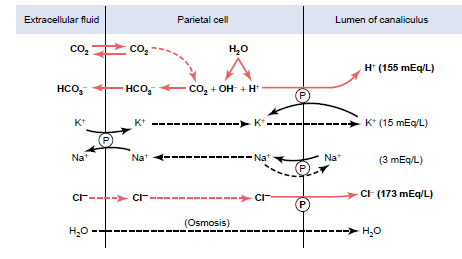 Extracellular fluid Parietal cell Lumen of canaliculus
CO₂ CO₂ H₂O
H⁺ (155 mEq/L)
HCO₃⁻ HCO₃⁻ CO₂ + OH⁻ + H⁺
P
K⁺ K⁺ K⁺ K⁺ (15 mEq/L)
P
Na⁺ Na⁺ Na⁺ Na⁺ (3 mEq/L)
P
Cl⁻ Cl⁻ Cl⁻ Cl⁻ (173 mEq/L)
P
(Osmosis)
H₂O H₂O